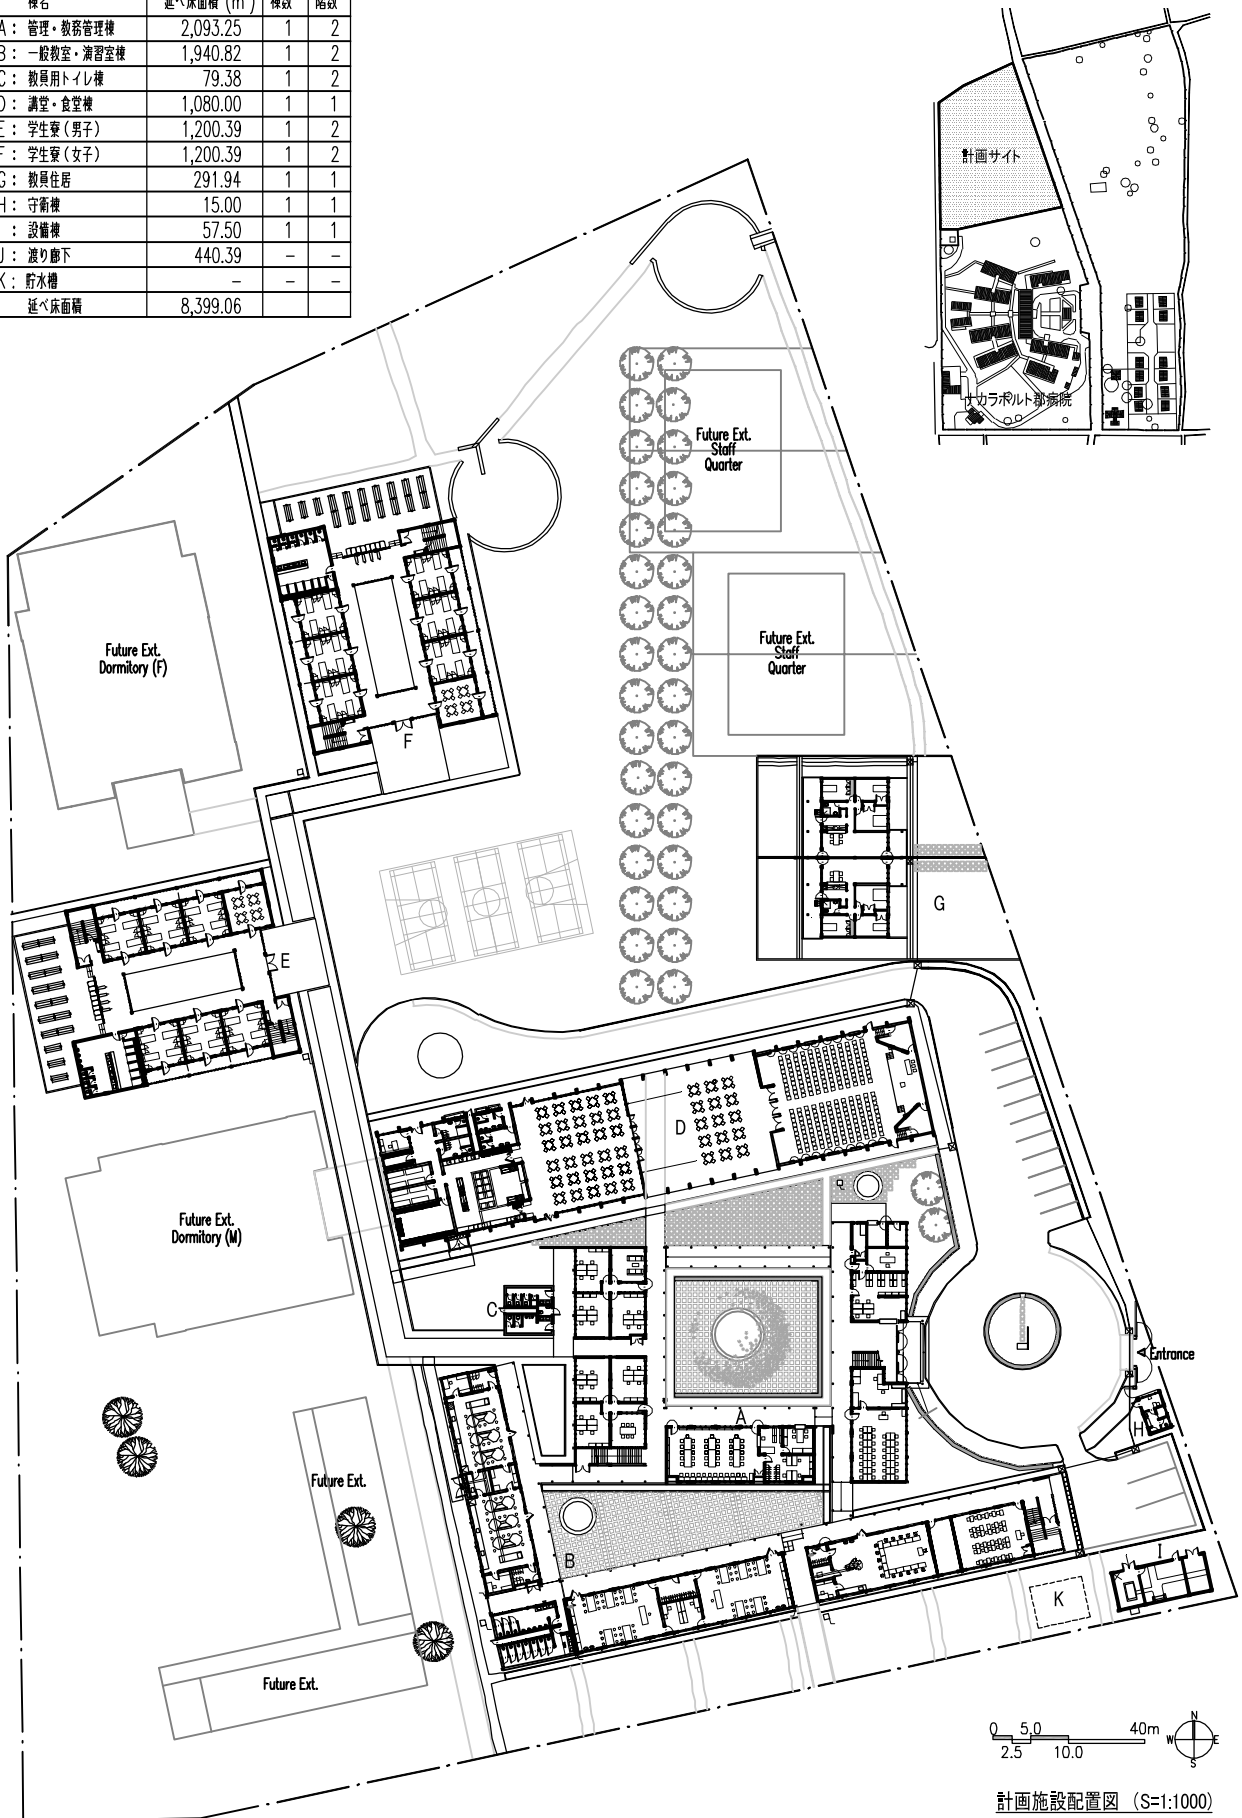 棟名 延べ床面積 (㎡) 棟数 階数
A： 管理・教務管理棟 2,093.25 1 2
B： 一般教室・演習室棟 1,940.82 1 2
C： 教員用トイレ棟 79.38 1 2
D： 講堂・食堂棟 1,080.00 1 1
E： 学生寮（男子） 1,200.39 1 2
F： 学生寮（女子） 1,200.39 1 2
G： 教員住居 291.94 1 1
H： 守衛棟 15.00 1 1
： 設備棟 57.50 1 1
J： 渡り廊下 440.39 － －
K： 貯水槽 － － －
延べ床面積 8,399.06
計画サイト
ナカラポルト郡病院
Future Ext.
Staff
Quarter
Future Ext.
Staff
Quarter
Future Ext.
Dormitory (F)
F
G
E
D
Future Ext.
Dormitory (M)
C
Entrance
A
H
Future Ext.
B
I
K
Future Ext.
0 5.0 40m
2.5 10.0
N
W E
S
計画施設配置図 (S=1:1000)